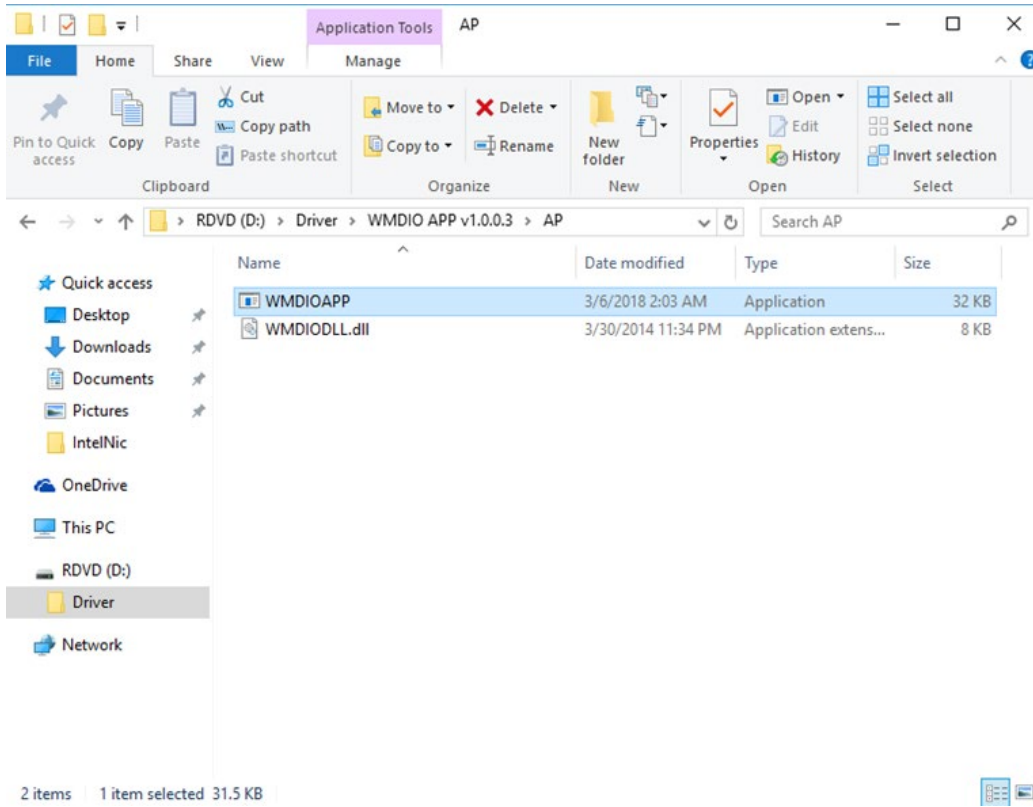 Application Tools AP
File Home Share View Manage
Pin to Quick access
Copy
Paste
Cut
Copy path
Paste shortcut
Clipboard
Move to
Copy to
Delete
Rename
Organize
New folder
New
Properties
Open
Edit
History
Open
Select all
Select none
Invert selection
Select
RDVD (D:) > Driver > WMDIO APP v1.0.0.3 > AP
Search AP
Quick access
Desktop
Downloads
Documents
Pictures
IntelNic
OneDrive
This PC
RDVD (D:)
Driver
Network
Name Date modified Type Size
WMDIOAPP 3/6/2018 2:03 AM Application 32 KB
WMDIODLL.dll 3/30/2014 11:34 PM Application extens... 8 KB
2 items 1 item selected 31.5 KB